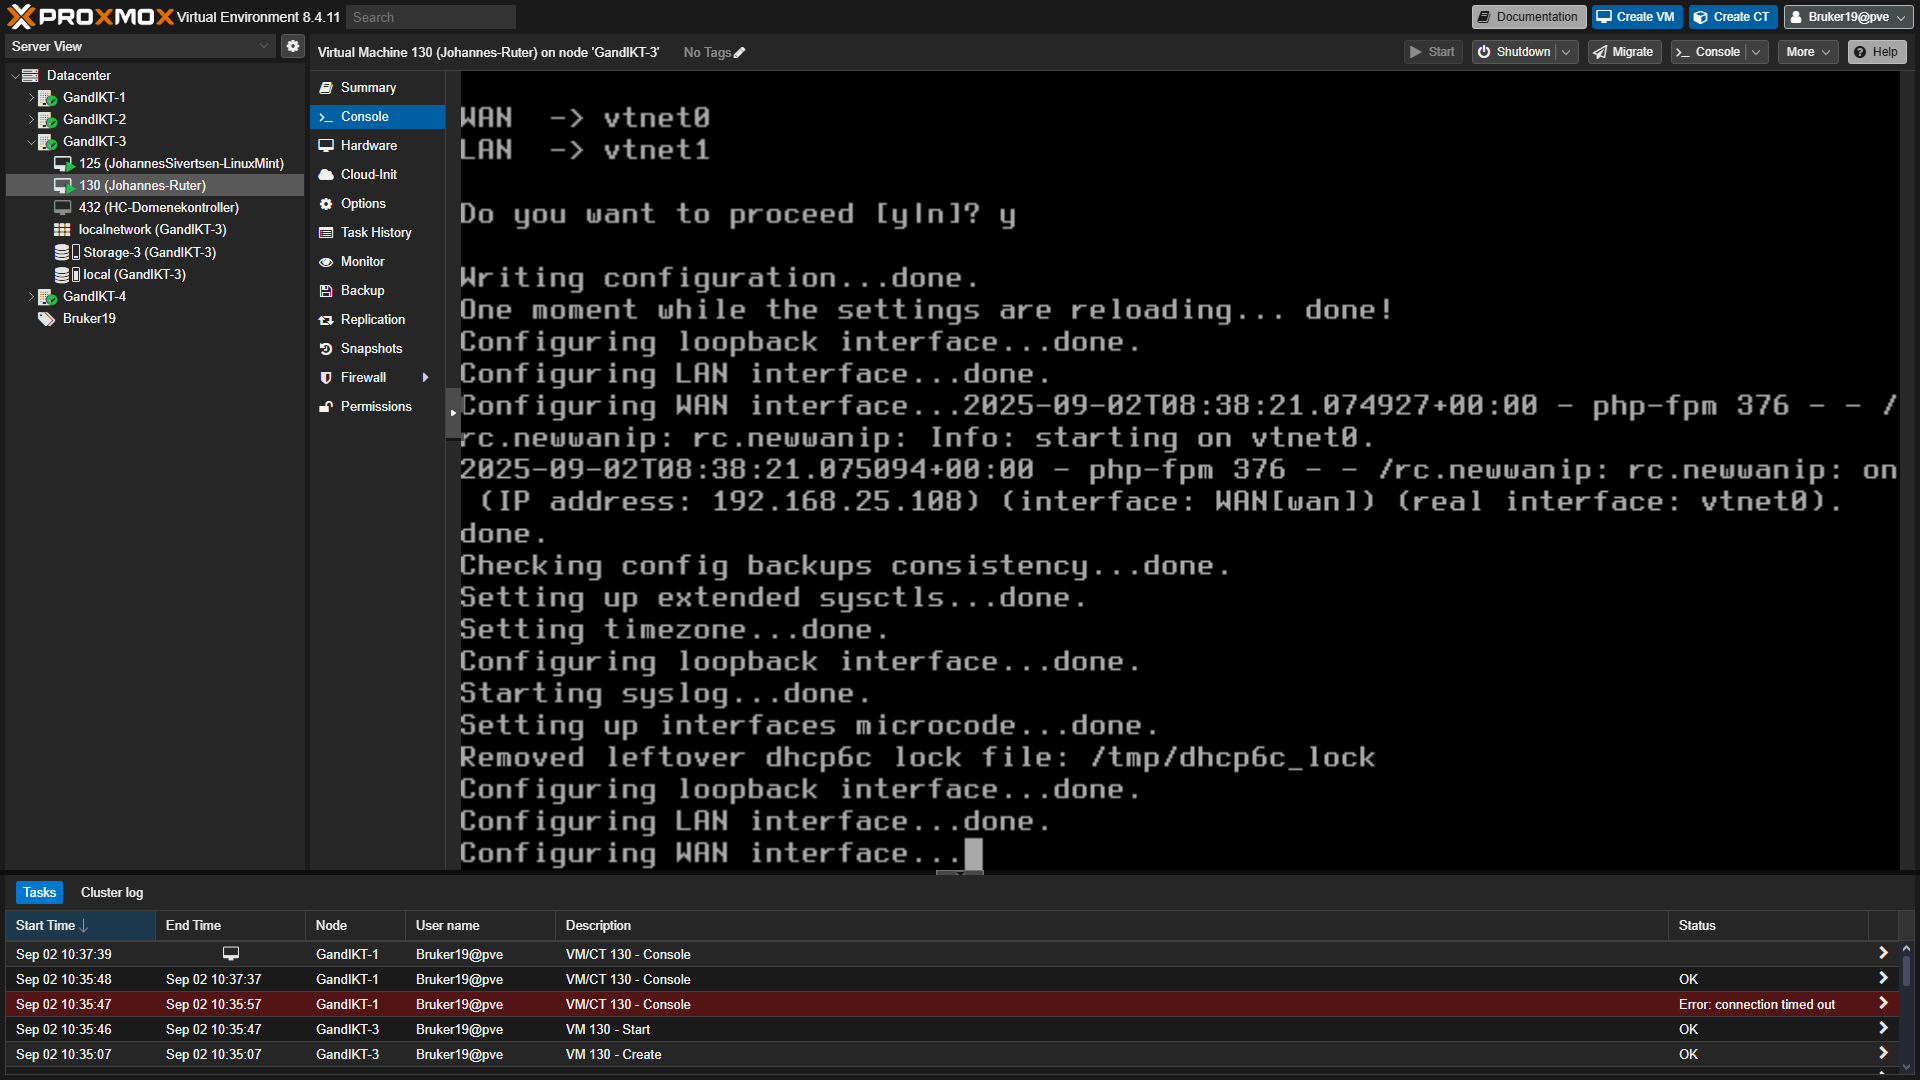 PROXMOX Virtual Environment 8.4.11 Search
Documentation Create VM Create CT Bruker19@pve
Server View
Virtual Machine 130 (Johannes-Ruter) on node 'GandIKT-3' No Tags
Start Shutdown Migrate Console More Help
Datacenter
GandIKT-1
GandIKT-2
GandIKT-3
125 (JohannesSivertsen-LinuxMint)
130 (Johannes-Ruter)
432 (HC-Domenekontroller)
localnetwork (GandIKT-3)
Storage-3 (GandIKT-3)
local (GandIKT-3)
GandIKT-4
Bruker19
Summary
Console
Hardware
Cloud-Init
Options
Task History
Monitor
Backup
Replication
Snapshots
Firewall
Permissions
WAN  -> vtnet0
LAN  -> vtnet1
Do you want to proceed [y|n]? y
Writing configuration...done.
One moment while the settings are reloading... done!
Configuring loopback interface...done.
Configuring LAN interface...done.
Configuring WAN interface...2025-09-02T08:38:21.074927+00:00 - php-fpm 376 - - /
rc.newwanip: rc.newwanip: Info: starting on vtnet0.
2025-09-02T08:38:21.075094+00:00 - php-fpm 376 - - /rc.newwanip: rc.newwanip: on
(IP address: 192.168.25.108) (interface: WAN[wan]) (real interface: vtnet0).
done.
Checking config backups consistency...done.
Setting up extended sysctls...done.
Setting timezone...done.
Configuring loopback interface...done.
Starting syslog...done.
Setting up interfaces microcode...done.
Removed leftover dhcp6c lock file: /tmp/dhcp6c_lock
Configuring loopback interface...done.
Configuring LAN interface...done.
Configuring WAN interface...
Tasks Cluster log
Start Time End Time Node User name Description Status
Sep 02 10:37:39 GandIKT-1 Bruker19@pve VM/CT 130 - Console
Sep 02 10:35:48 Sep 02 10:37:37 GandIKT-1 Bruker19@pve VM/CT 130 - Console OK
Sep 02 10:35:47 Sep 02 10:35:57 GandIKT-1 Bruker19@pve VM/CT 130 - Console Error: connection timed out
Sep 02 10:35:46 Sep 02 10:35:47 GandIKT-3 Bruker19@pve VM 130 - Start OK
Sep 02 10:35:07 Sep 02 10:35:07 GandIKT-3 Bruker19@pve VM 130 - Create OK